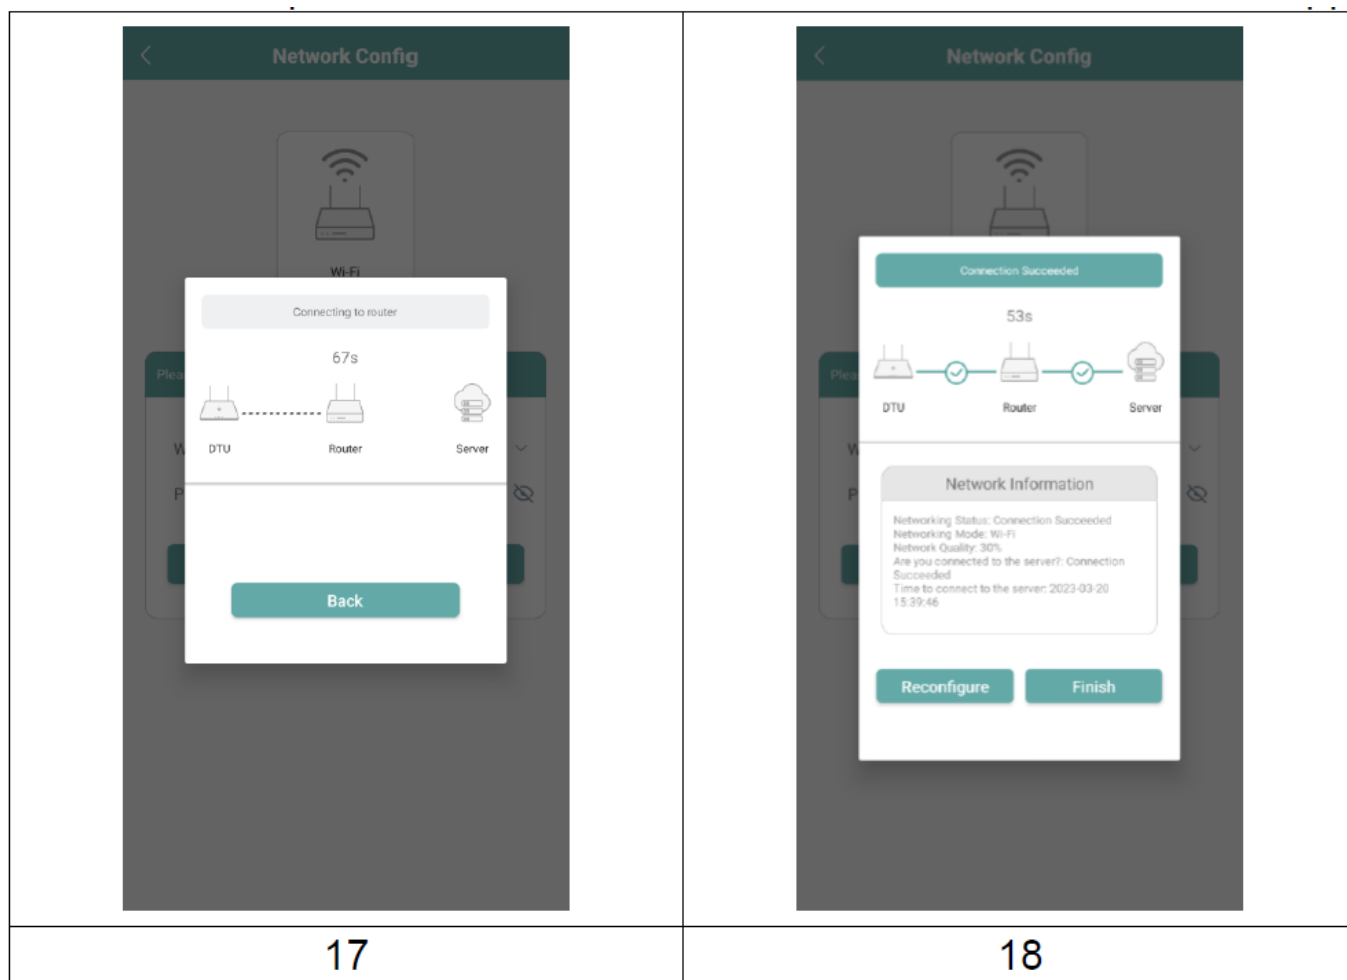 Network Config
Wi-Fi
Connecting to router
67s
Plea
W
DTU
Router
Server
P
Back
17
Network Config
Connection Succeeded
53s
Plea
DTU
Router
Server
W
Network Information
P
Networking Status: Connection Succeeded
Networking Mode: Wi-Fi
Network Quality: 30%
Are you connected to the server?: Connection
Succeeded
Time to connect to the server: 2023-03-20
15:39:46
Reconfigure
Finish
18